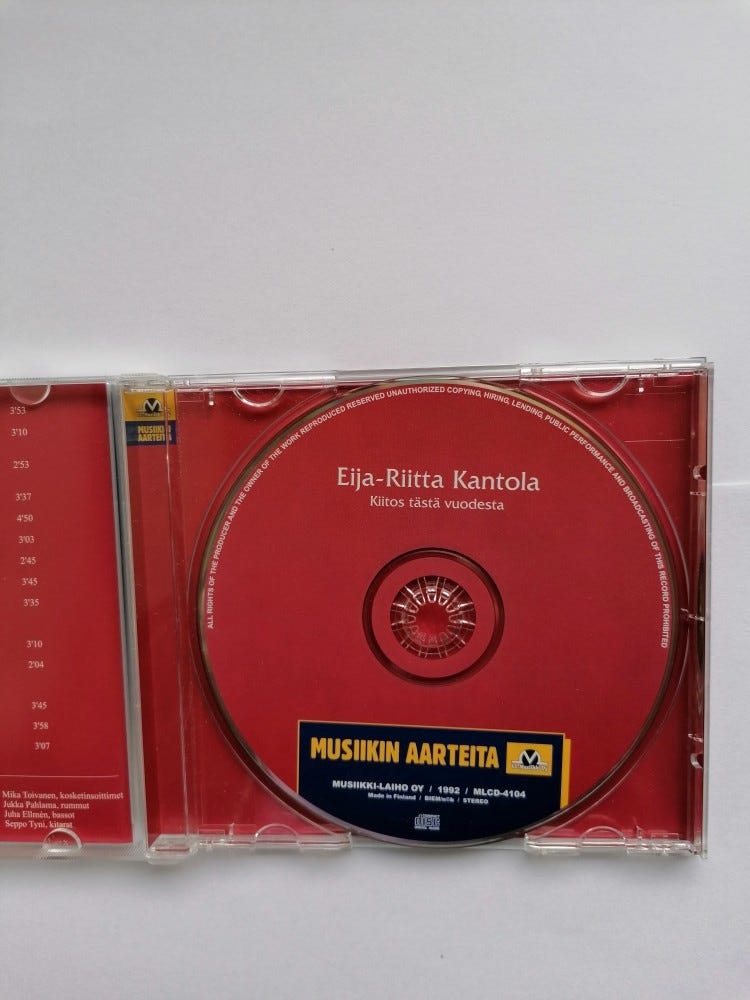 3'53
3'10
2'53
3'37
4'50
3'03
2'45
3'45
3'35
3'10
2'04
3'45
3'58
3'07
Mika Toivanen, kosketinsoittimet
Jukka Pahlama, rummut
Juha Ellmén, bassot
Seppo Tyni, kitarat
MUSIIKIN
AARTEITA
ALL RIGHTS OF THE PRODUCER AND THE OWNER OF THE WORK REPRODUCED RESERVED UNAUTHORIZED COPYING, HIRING, LENDING, PUBLIC PERFORMANCE AND BROADCASTING OF THIS RECORD PROHIBITED
Eija-Riitta Kantola
Kiitos tästä vuodesta
MUSIIKIN AARTEITA
MUSIIKKI-LAIHO OY / 1992 / MLCD-4104
Made in Finland / BIEM/n©b / STEREO
COMPACT
disc
DIGITAL AUDIO